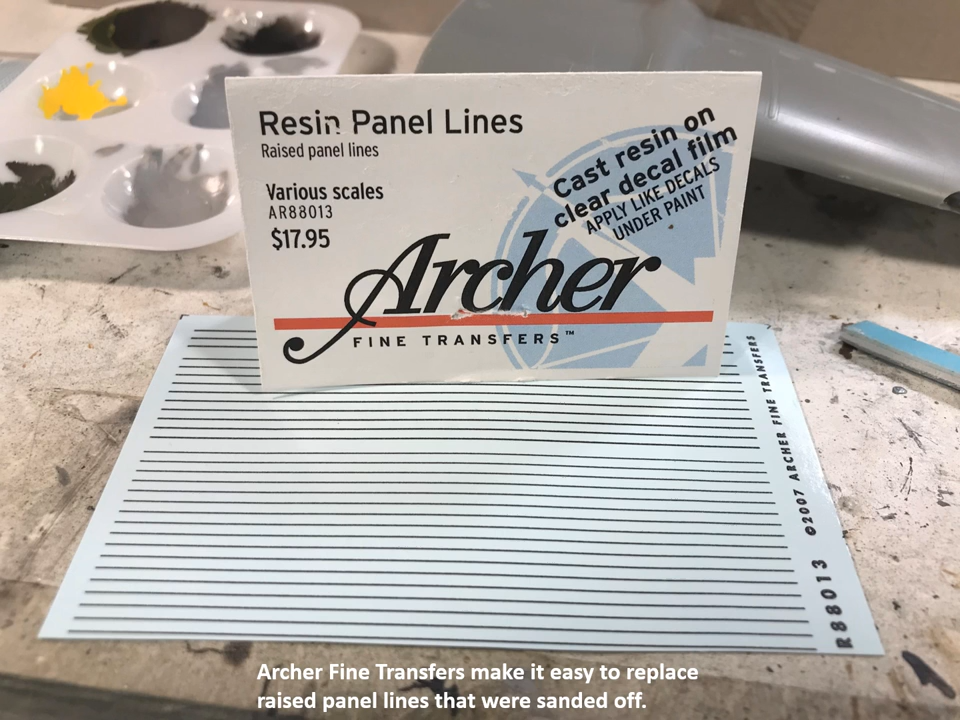 Resin Panel Lines
Raised panel lines
Various scales
AR88013
$17.95
Cast resin on
clear decal film
APPLY LIKE DECALS
UNDER PAINT
Archer
FINE TRANSFERS™
©2007 ARCHER FINE TRANSFERS
R88013
Archer Fine Transfers make it easy to replace
raised panel lines that were sanded off.